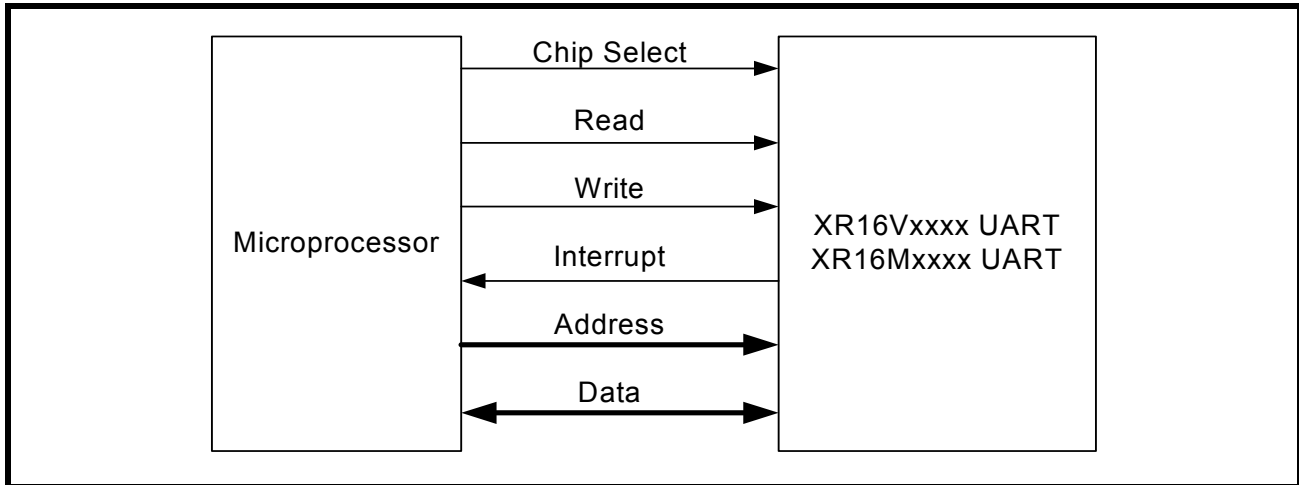 Chip Select
Read
Write
Microprocessor
XR16Vxxxx UART
XR16Mxxxx UART
Interrupt
Address
Data